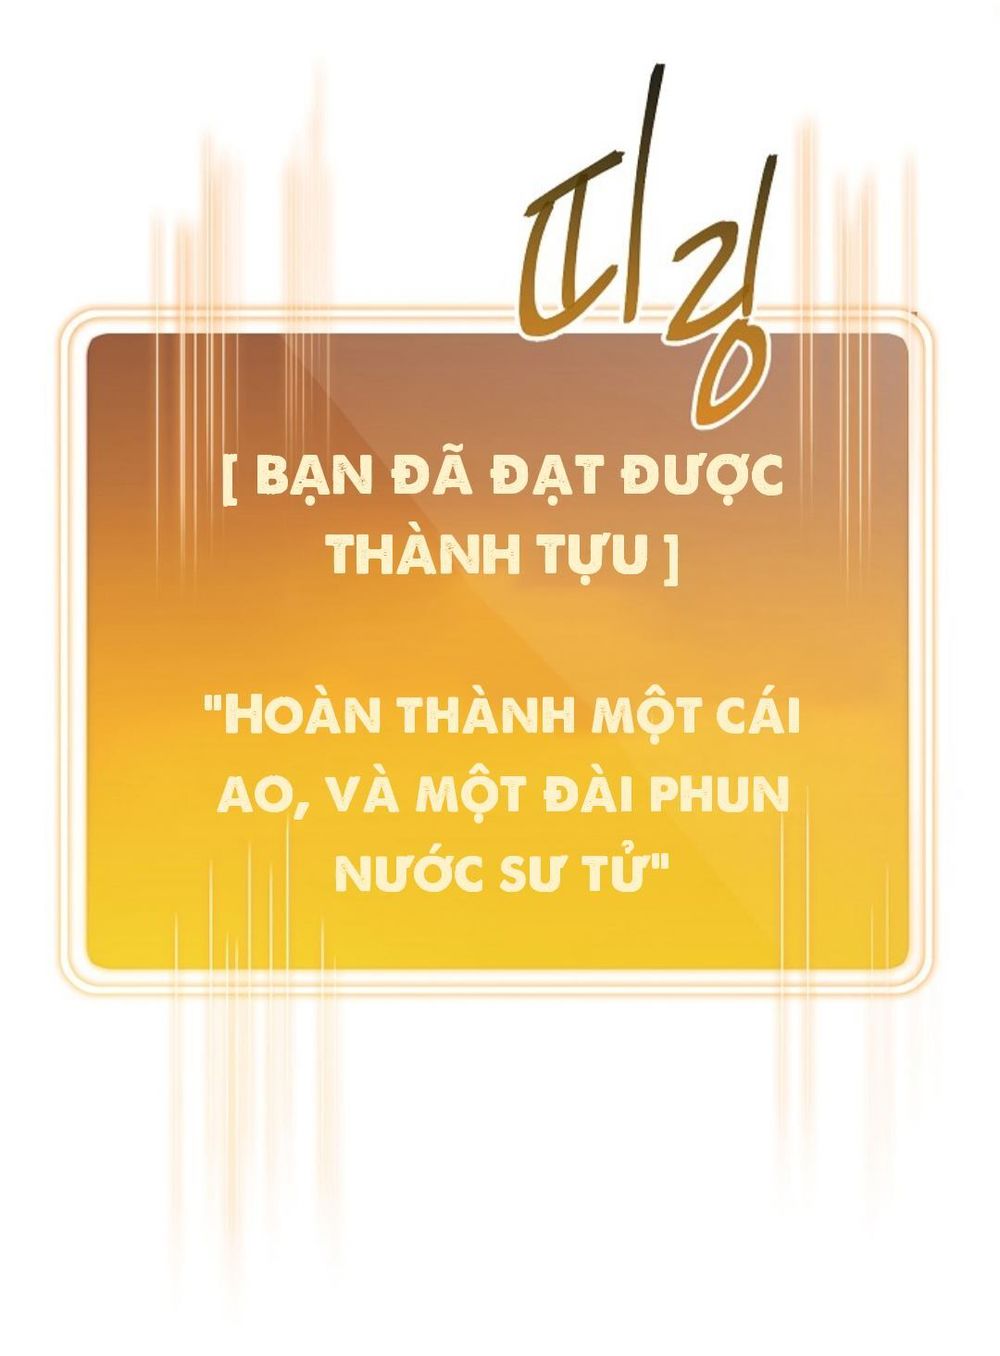 띠링
[ BẠN ĐÃ ĐẠT ĐƯỢC
THÀNH TỰU ]
"HOÀN THÀNH MỘT CÁI
AO, VÀ MỘT ĐÀI PHUN
NƯỚC SƯ TỬ"